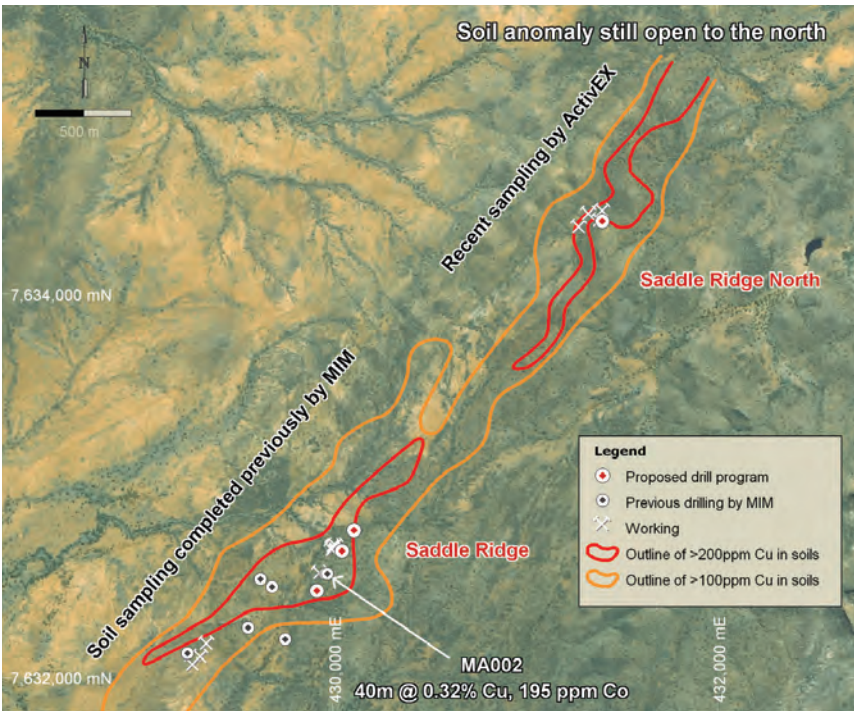 Soil anomaly still open to the north
N
500 m
Recent sampling by ActivEX
Saddle Ridge North
7,634,000 mN
Soil sampling completed previously by MIM
Legend
Proposed drill program
Previous drilling by MIM
Working
Outline of >200ppm Cu in soils
Outline of >100ppm Cu in soils
Saddle Ridge
430,000 mE
432,000 mE
MA002
40m @ 0.32% Cu, 195 ppm Co
7,632,000 mN